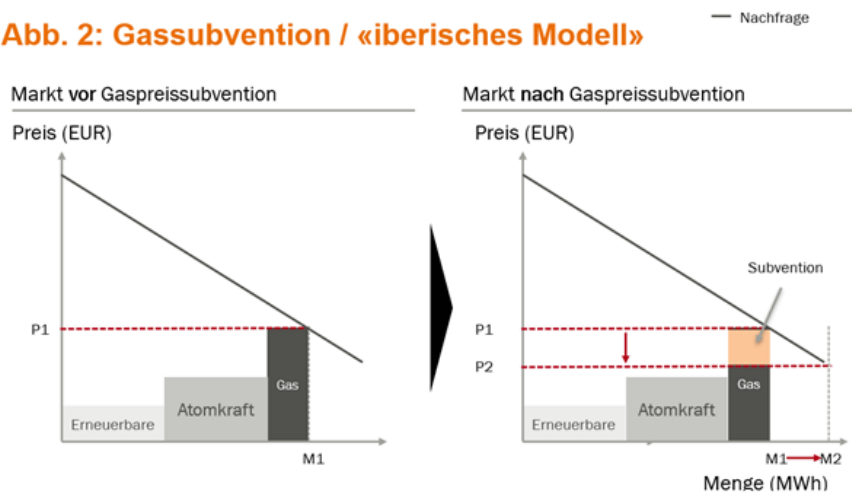 Nachfrage
Abb. 2: Gassubvention / «iberisches Modell»
Markt vor Gaspreissubvention
Preis (EUR)
P1
Erneuerbare
Atomkraft
Gas
M1
Markt nach Gaspreissubvention
Preis (EUR)
Subvention
P1
P2
Erneuerbare
Atomkraft
Gas
M1
M2
Menge (MWh)